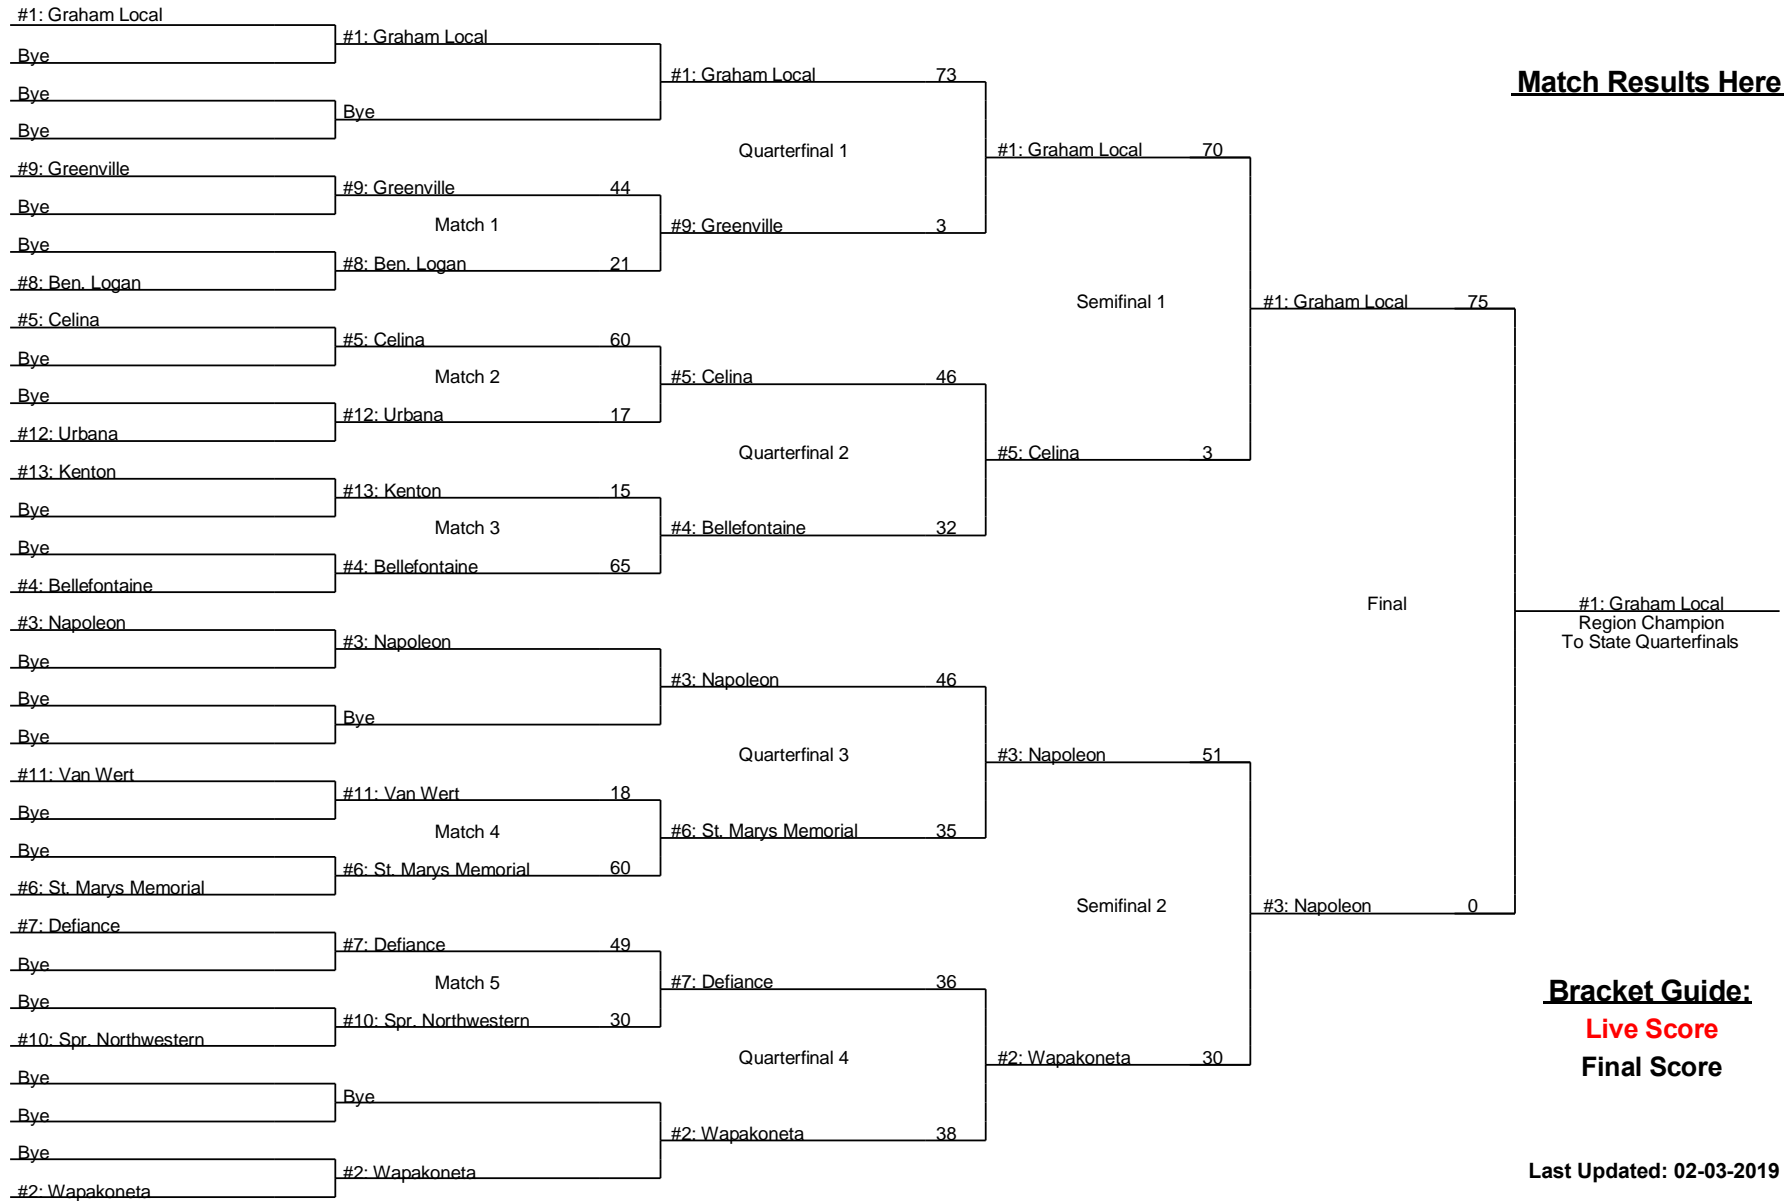 #1: Graham Local
Bye
Bye
Bye
#9: Greenville
Bye
Bye
#8: Ben. Logan
#5: Celina
Bye
Bye
#12: Urbana
#13: Kenton
Bye
Bye
#4: Bellefontaine
#3: Napoleon
Bye
Bye
Bye
#11: Van Wert
Bye
Bye
#6: St. Marys Memorial
#7: Defiance
Bye
Bye
#10: Spr. Northwestern
Bye
Bye
Bye
#2: Wapakoneta
#1: Graham Local
Bye
#9: Greenville 44
Match 1
#8: Ben. Logan 21
#5: Celina 60
Match 2
#12: Urbana 17
#13: Kenton 15
Match 3
#4: Bellefontaine 65
#3: Napoleon
Bye
#11: Van Wert 18
Match 4
#6: St. Marys Memorial 60
#7: Defiance 49
Match 5
#10: Spr. Northwestern 30
Bye
#2: Wapakoneta
#1: Graham Local 73
Quarterfinal 1
#9: Greenville 3
#5: Celina 46
Quarterfinal 2
#4: Bellefontaine 32
#3: Napoleon 46
Quarterfinal 3
#6: St. Marys Memorial 35
#7: Defiance 36
Quarterfinal 4
#2: Wapakoneta 38
#1: Graham Local 70
Semifinal 1
#5: Celina 3
#3: Napoleon 51
Semifinal 2
#2: Wapakoneta 30
#1: Graham Local 75
Final
#3: Napoleon 0
Match Results Here
#1: Graham Local
Region Champion
To State Quarterfinals
Bracket Guide:
Live Score
Final Score
Last Updated: 02-03-2019